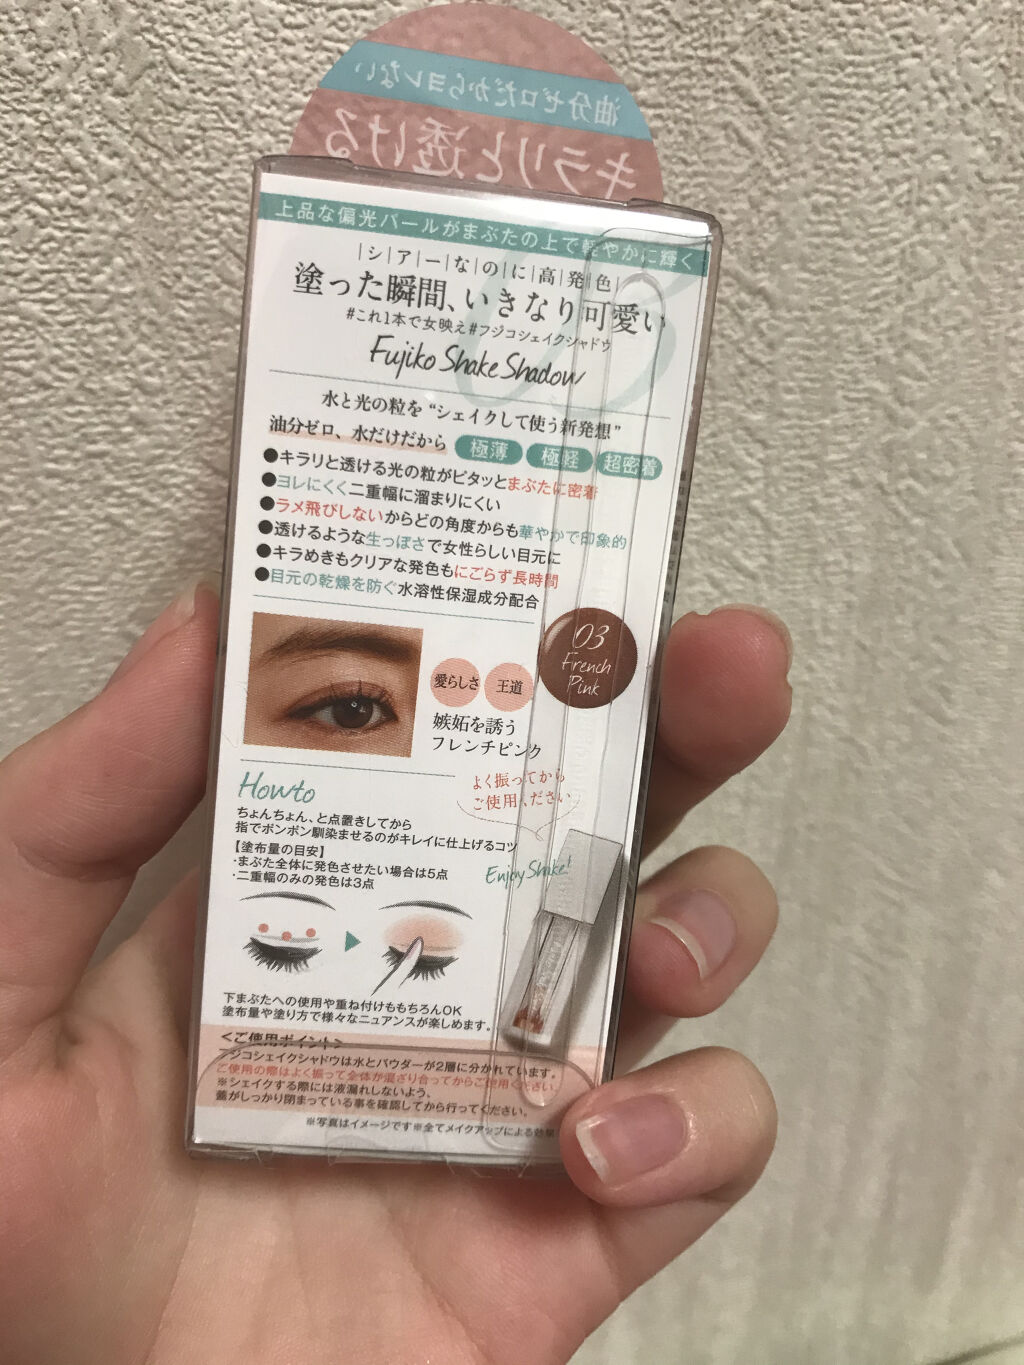 油分ゼロだからヨレない
キラリと透ける
上品な偏光パールがまぶたの上で軽やかに輝く
|シ|ア|ー|な|の|に|高|発|色|
塗った瞬間、いきなり可愛い
#これ1本で女映え#フジコシェイクシャドウ
Fujiko Shake Shadow
水と光の粒を“シェイクして使う新発想”
油分ゼロ、水だけだから 極薄 極軽 超密着
●キラリと透ける光の粒がピタッとまぶたに密着
●ヨレにくく二重幅に溜まりにくい
●ラメ飛びしないからどの角度からも華やかで印象的
●透けるような生っぽさで女性らしい目元に
●キラめきもクリアな発色もにごらず長時間
●目元の乾燥を防ぐ水溶性保湿成分配合
03
French
Pink
愛らしさ 王道
嫉妬を誘う
フレンチピンク
よく振ってから
ご使用ください
Howto
ちょんちょん、と点置きしてから
指でポンポン馴染ませるのがキレイに仕上げるコツ
【塗布量の目安】
・まぶた全体に発色させたい場合は5点
・二重幅のみの発色は3点
Enjoy Shake!
下まぶたへの使用や重ね付けももちろんOK
塗布量や塗り方で様々なニュアンスが楽しめます。
<ご使用ポイント>
フジコシェイクシャドウは水とパウダーが2層に分かれています。
ご使用の際はよく振って全体が混ざり合ってからご使用ください。
※シェイクする際には液漏れしないよう、
蓋がしっかり閉まっている事を確認してから行ってください。
※写真はイメージです※全てメイクアップによる効果